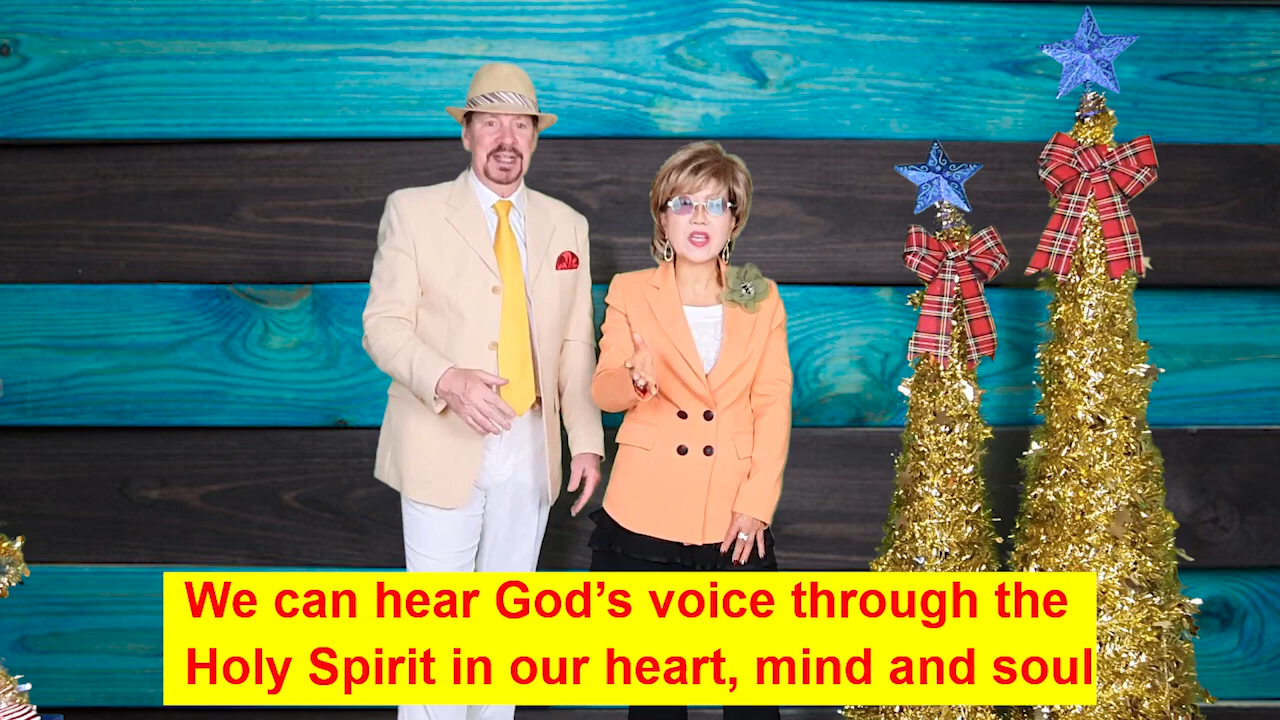 We can hear God’s voice through the
Holy Spirit in our heart, mind and soul